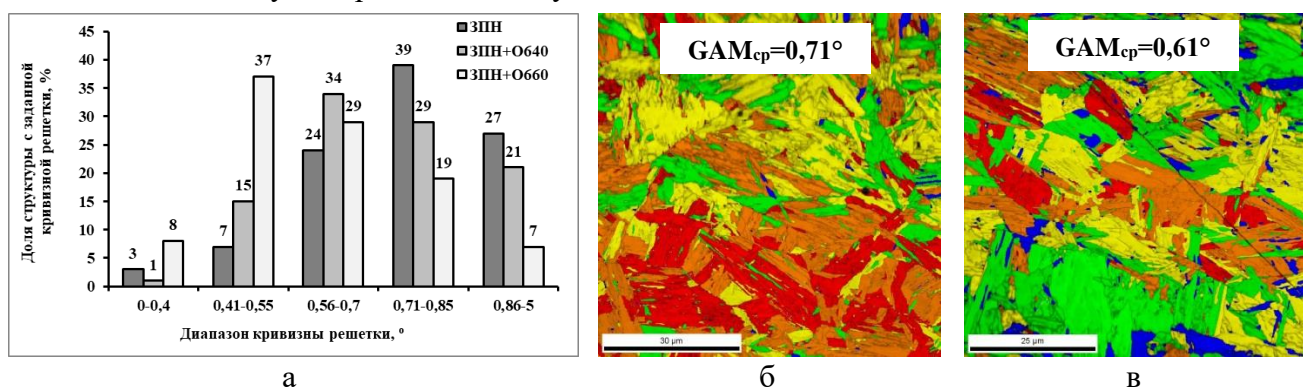 Доля структуры с заданной
кривизной решетки, %
45
40
35
30
25
20
15
10
5
0
3
1
8
7
15
37
24
34
29
39
29
19
27
21
7
ЗПН
ЗПН+О640
ЗПН+О660
0-0,4
0,41-0,55
0,56-0,7
0,71-0,85
0,86-5
Диапазон кривизны решетки, °
GAMср=0,71°
30 µm
GAMср=0,61°
25 µm
а
б
в